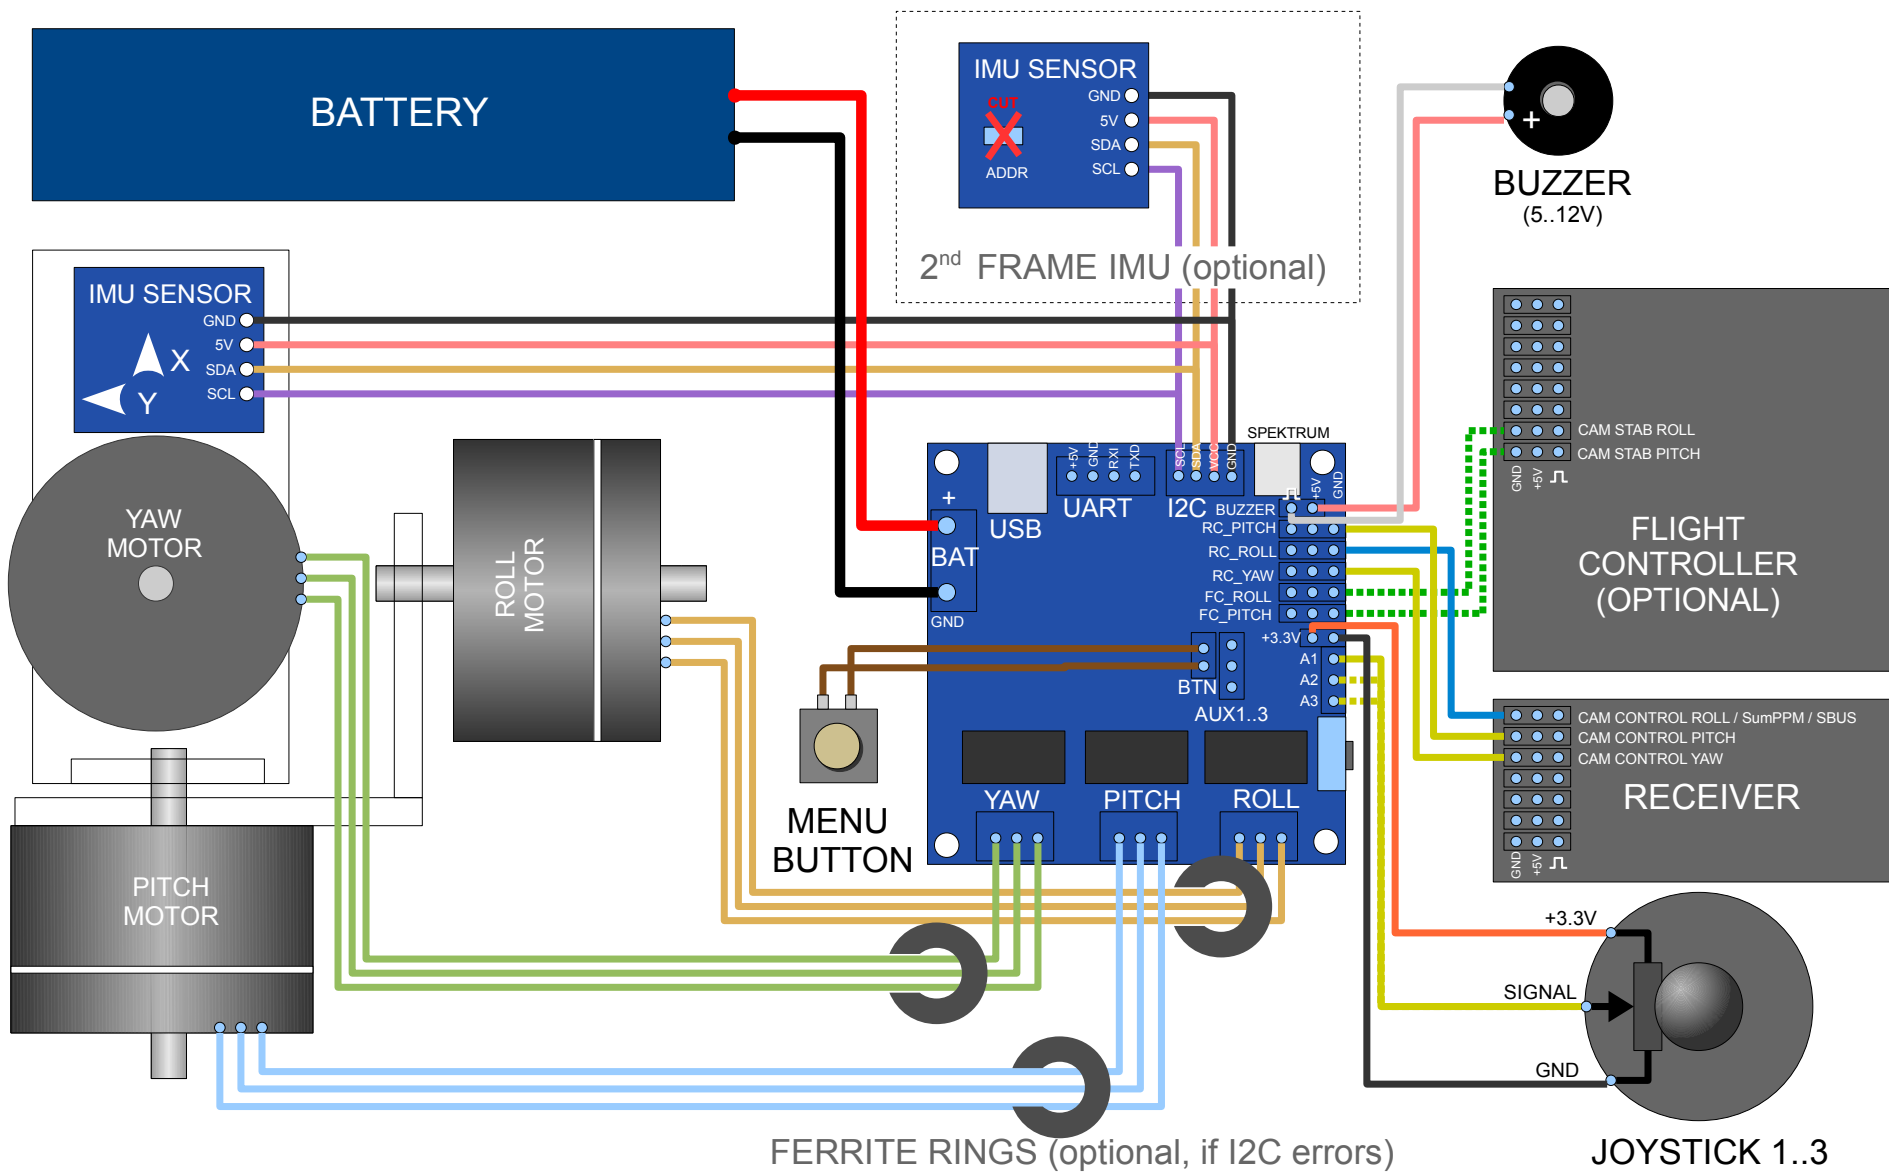 BATTERY
IMU SENSOR
CUT
ADDR
GND
5V
SDA
SCL
2nd FRAME IMU (optional)
+
BUZZER
(5..12V)
IMU SENSOR
GND
5V
SDA
SCL
X
Y
YAW
MOTOR
ROLL
MOTOR
PITCH
MOTOR
SPEKTRUM
+
BAT
GND
USB
+5V
GND
RXI
TXD
UART
SCL
SDA
VCC
GND
I2C
+5V
GND
BUZZER
RC_PITCH
RC_ROLL
RC_YAW
FC_ROLL
FC_PITCH
+3.3V
A1
A2
A3
BTN
AUX1..3
YAW
PITCH
ROLL
MENU
BUTTON
CAM STAB ROLL
CAM STAB PITCH
GND
+5V
FLIGHT
CONTROLLER
(OPTIONAL)
CAM CONTROL ROLL / SumPPM / SBUS
CAM CONTROL PITCH
CAM CONTROL YAW
RECEIVER
GND
+5V
+3.3V
SIGNAL
GND
JOYSTICK 1..3
FERRITE RINGS (optional, if I2C errors)